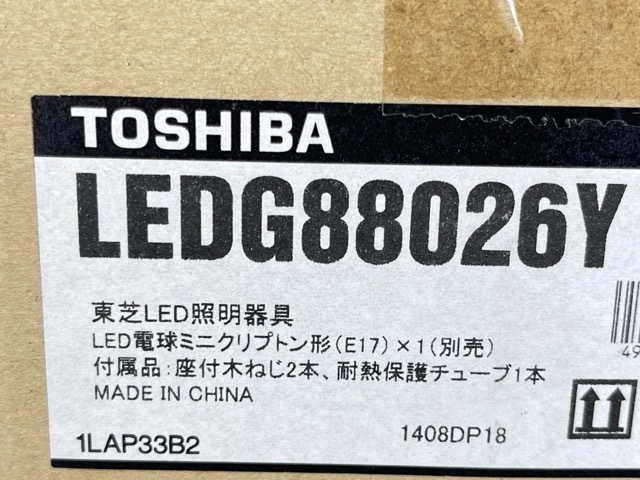 TOSHIBA
LEDG88026Y
東芝LED照明器具
LED電球ミニクリプトン形(E17)×1(別売)
付属品:座付木ねじ2本、耐熱保護チューブ1本
MADE IN CHINA
1LAP33B2
1408DP18
49